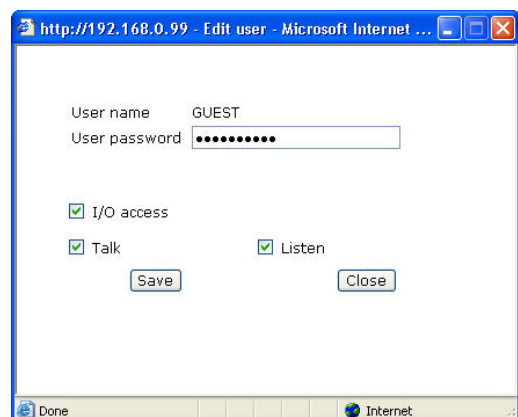 http://192.168.0.99 - Edit user - Microsoft Internet ...
User name GUEST
User password ••••••••••
I/O access
Talk Listen
Save Close
Done Internet